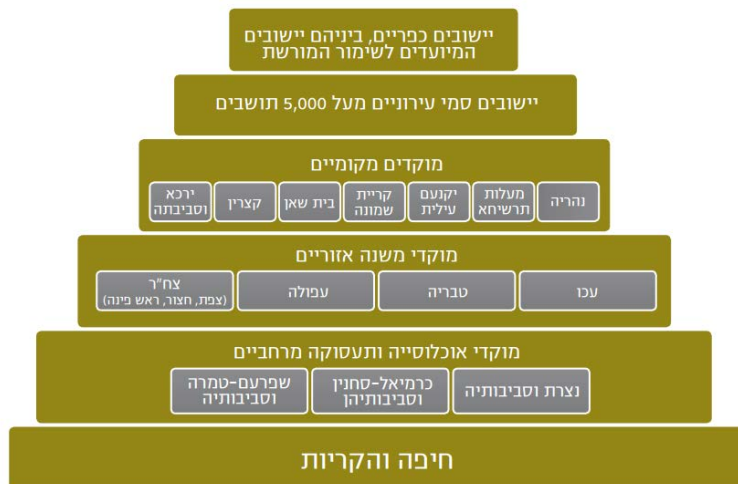 יישובים כפריים, ביניהם יישובים
המיועדים לשימור המורשת
יישובים סמי עירוניים מעל 5,000 תושבים
מוקדים מקומיים
נהריה
מעלות
תרשיחא
יקנעם
עילית
קריית
שמונה
בית שאן
קצרין
ירכא
וסביבתה
מוקדי משנה אזוריים
עכו
טבריה
עפולה
צח"ר
(צפת, חצור, ראש פינה)
מוקדי אוכלוסייה ותעסוקה מרחביים
נצרת וסביבותיה
כרמיאל-סחנין
וסביבותיהן
שפרעם-טמרה
וסביבותיה
חיפה והקריות